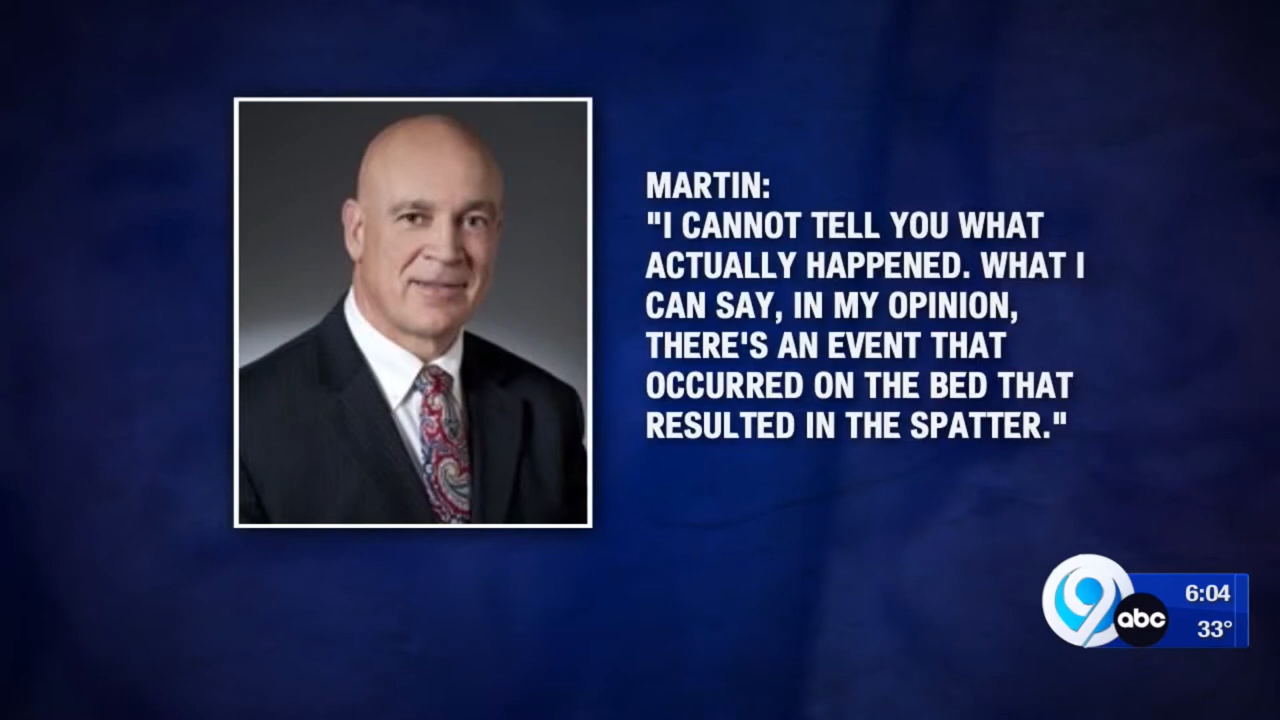 MARTIN:
"I CANNOT TELL YOU WHAT
ACTUALLY HAPPENED. WHAT I
CAN SAY, IN MY OPINION,
THERE'S AN EVENT THAT
OCCURRED ON THE BED THAT
RESULTED IN THE SPATTER."
9
abc
6:04
33°